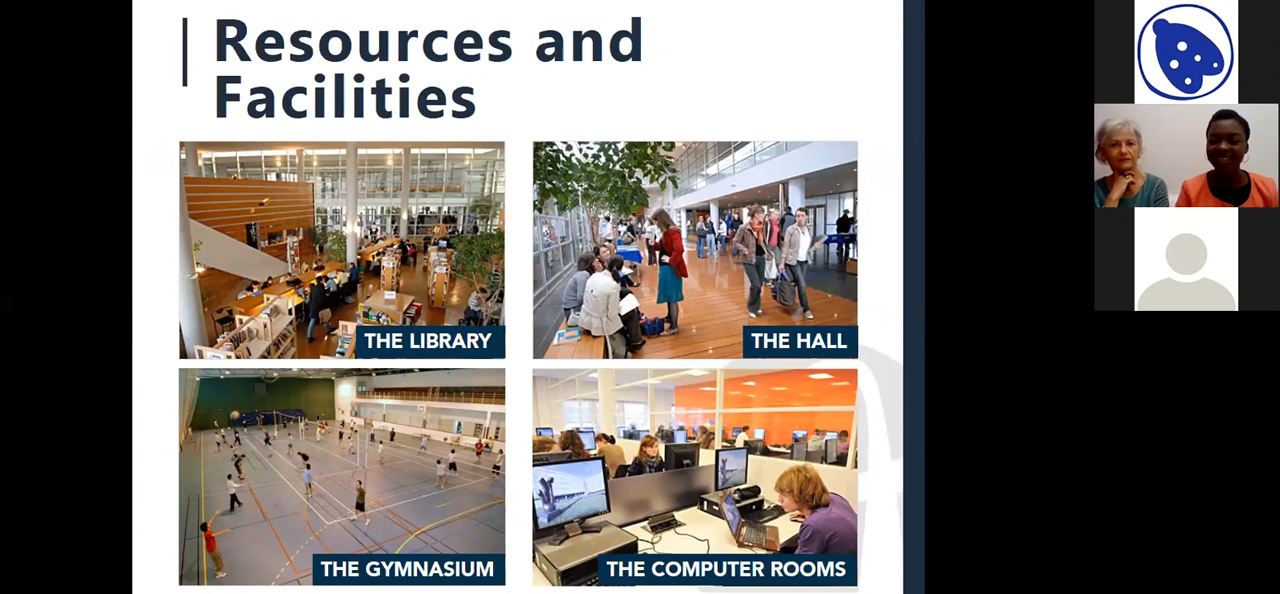 Resources and
Facilities
THE LIBRARY
THE HALL
THE GYMNASIUM
THE COMPUTER ROOMS